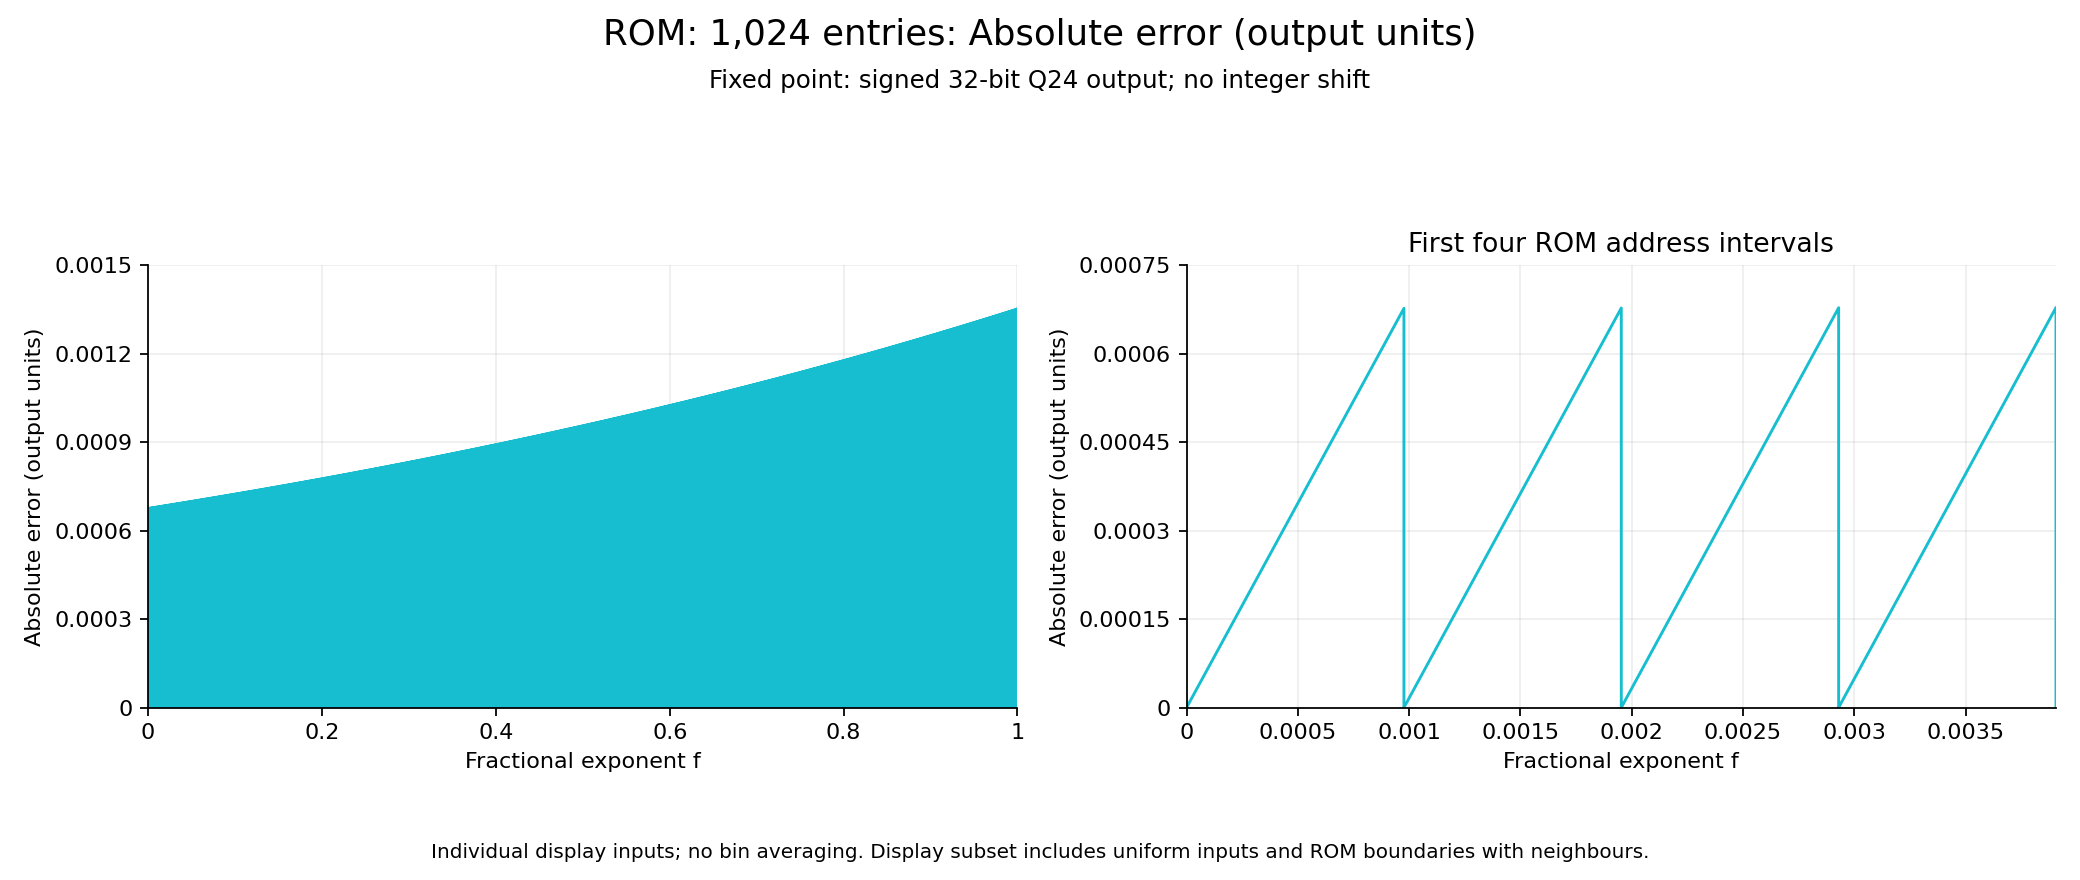 ROM: 1,024 entries: Absolute error (output units)
Fixed point: signed 32-bit Q24 output; no integer shift
Absolute error (output units)
0.0015
0.0012
0.0009
0.0006
0.0003
0
0 0.2 0.4 0.6 0.8 1
Fractional exponent f
First four ROM address intervals
Absolute error (output units)
0.00075
0.0006
0.00045
0.0003
0.00015
0
0 0.0005 0.001 0.0015 0.002 0.0025 0.003 0.0035
Fractional exponent f
Individual display inputs; no bin averaging. Display subset includes uniform inputs and ROM boundaries with neighbours.